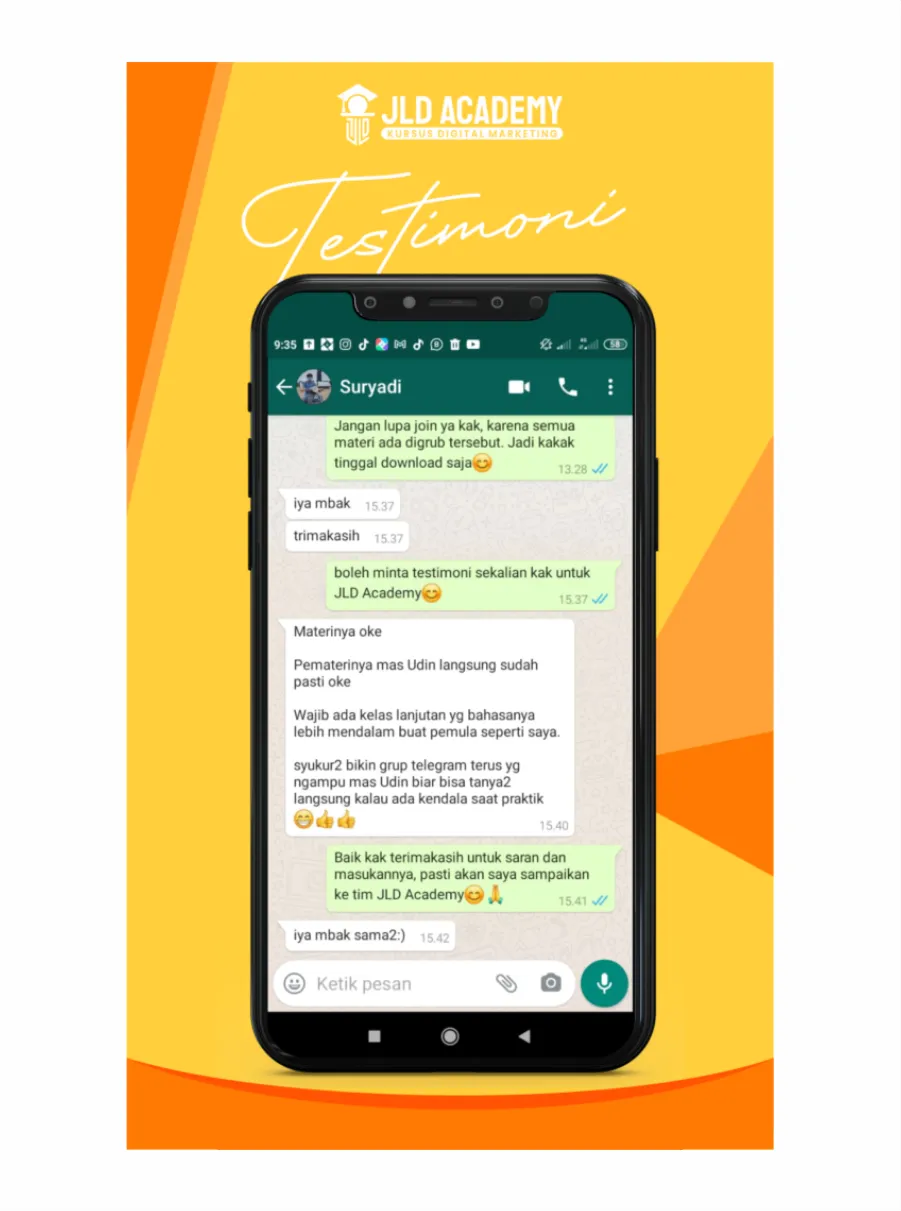 JLD ACADEMY
KURSUS DIGITAL MARKETING
Testimoni
9:35
58
Suryadi
Jangan lupa join ya kak, karena semua
materi ada digrub tersebut. Jadi kakak
tinggal download saja😊
13.28
iya mbak 15.37
trimakasih 15.37
boleh minta testimoni sekalian kak untuk
JLD Academy😊
15.37
Materinya oke
Pematerinya mas Udin langsung sudah
pasti oke
Wajib ada kelas lanjutan yg bahasanya
lebih mendalam buat pemula seperti saya.
syukur2 bikin grup telegram terus yg
ngampu mas Udin biar bisa tanya2
langsung kalau ada kendala saat praktik
😁👍👍
15.40
Baik kak terimakasih untuk saran dan
masukannya, pasti akan saya sampaikan
ke tim JLD Academy😊🙏
15.41
iya mbak sama2:) 15.42
Ketik pesan